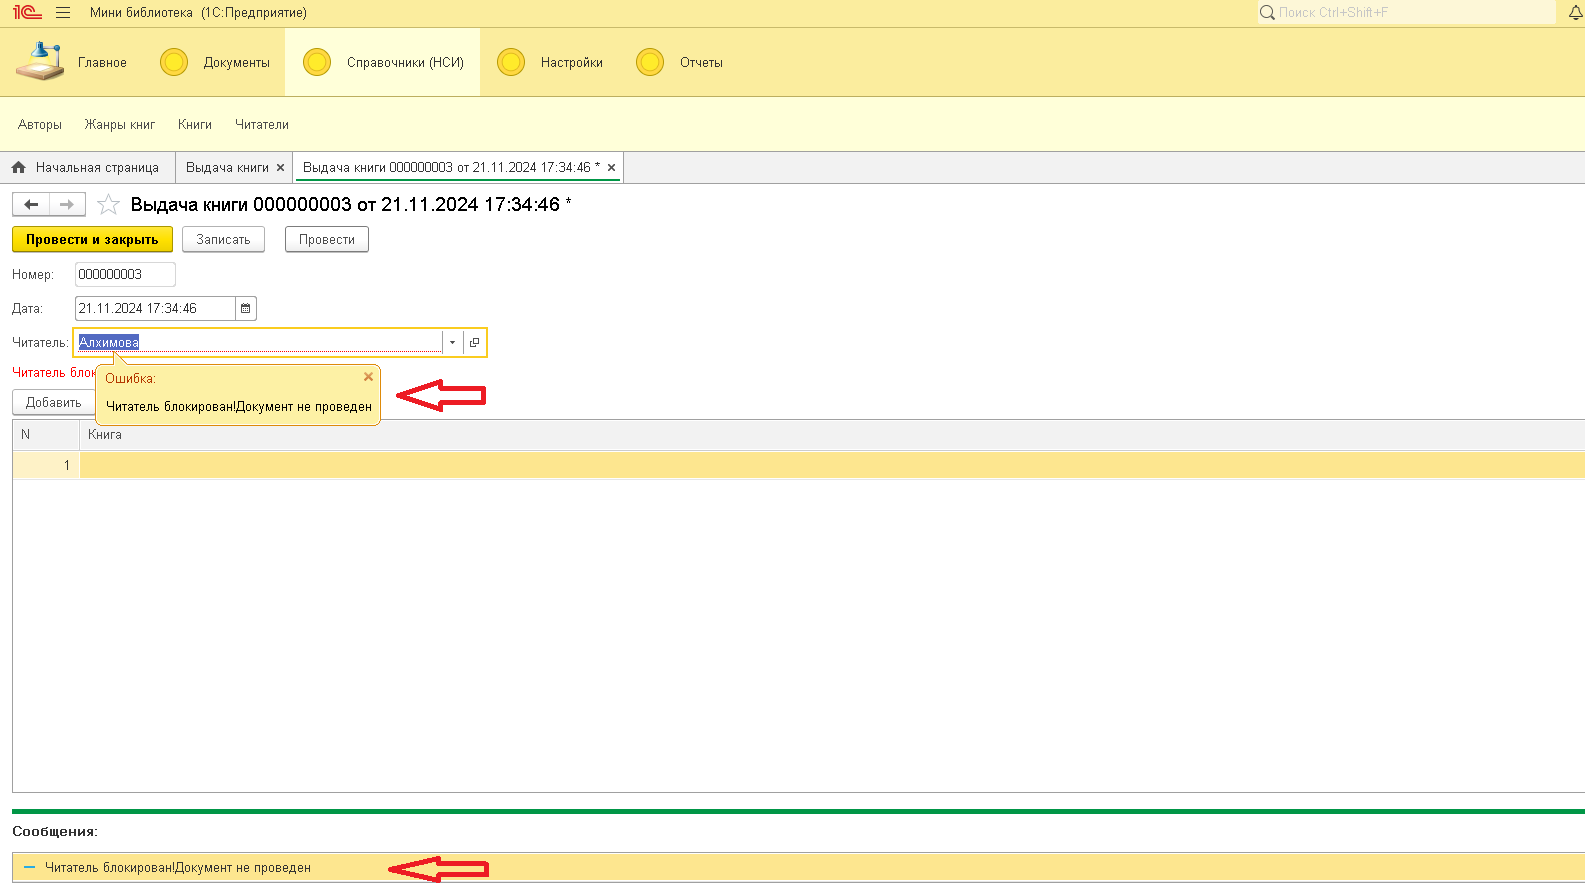 1С Мини библиотека (1С:Предприятие) Поиск Ctrl+Shift+F
Главное Документы Справочники (НСИ) Настройки Отчеты
Авторы Жанры книг Книги Читатели
Начальная страница Выдача книги × Выдача книги 000000003 от 21.11.2024 17:34:46 * ×
Выдача книги 000000003 от 21.11.2024 17:34:46 *
Провести и закрыть Записать Провести
Номер: 000000003
Дата: 21.11.2024 17:34:46
Читатель: Алхимова
Читатель блок
Ошибка: ×
Читатель блокирован!Документ не проведен
Добавить
N Книга
1
Сообщения:
Читатель блокирован!Документ не проведен